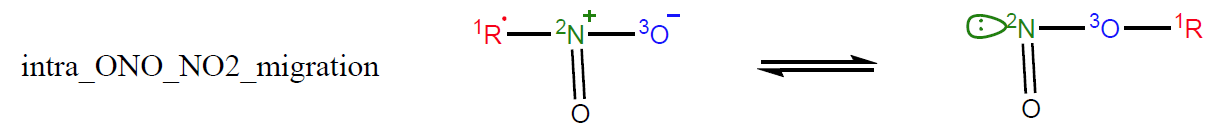 intra_ONO_NO2_migration
1R• 2N+ 3O−
O
:2N 3O 1R
O